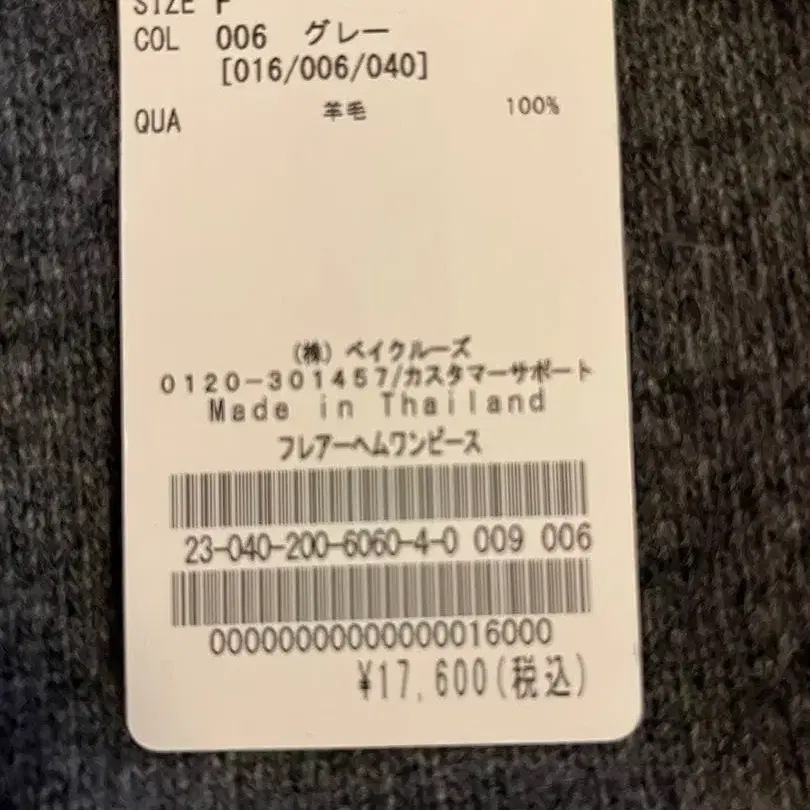 SIZE F
COL 006 グレー
[016/006/040]
QUA 羊毛 100%
(株) ベイクルーズ
0120-301457/カスタマーサポート
Made in Thailand
フレアーヘムワンピース
23-040-200-6060-4-0 009 006
00000000000000016000
¥17,600(税込)